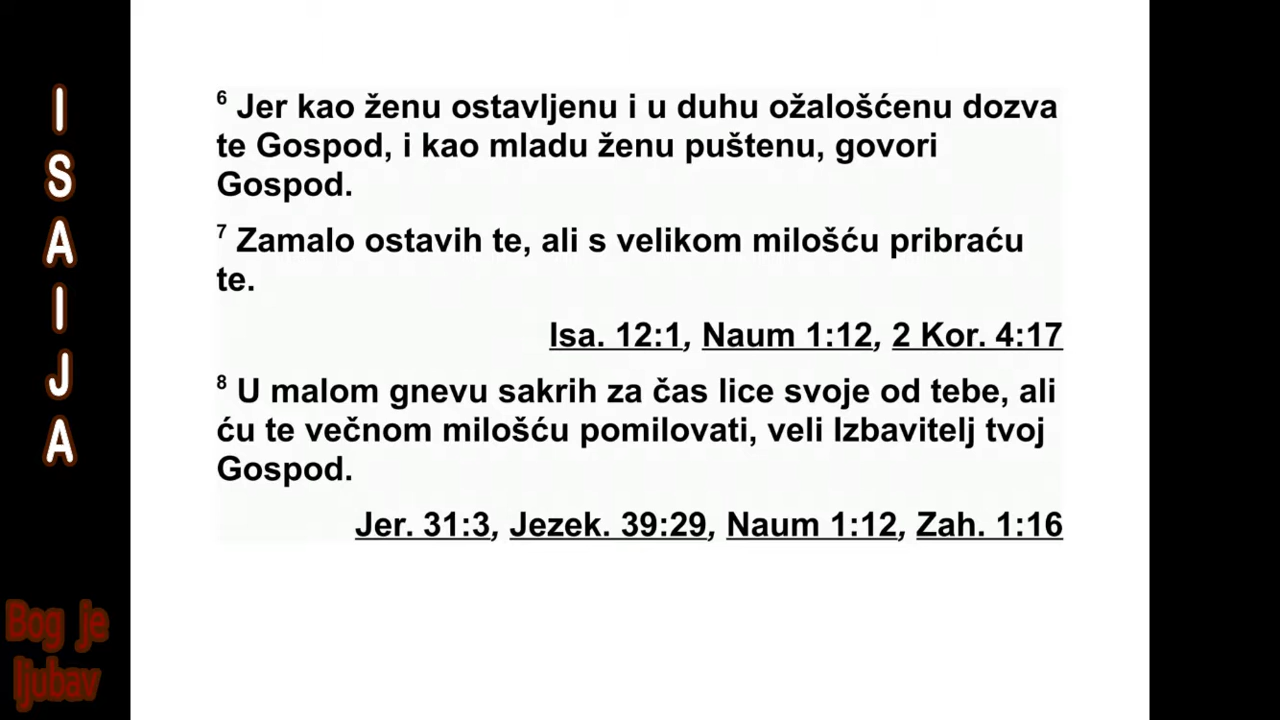 ISAIJA
Bog je
ljubav
6 Jer kao ženu ostavljenu i u duhu ožalošćenu dozva
te Gospod, i kao mladu ženu puštenu, govori
Gospod.
7 Zamalo ostavih te, ali s velikom milošću pribraću
te.
Isa. 12:1, Naum 1:12, 2 Kor. 4:17
8 U malom gnevu sakrih za čas lice svoje od tebe, ali
ću te večnom milošću pomilovati, veli Izbavitelj tvoj
Gospod.
Jer. 31:3, Jezek. 39:29, Naum 1:12, Zah. 1:16